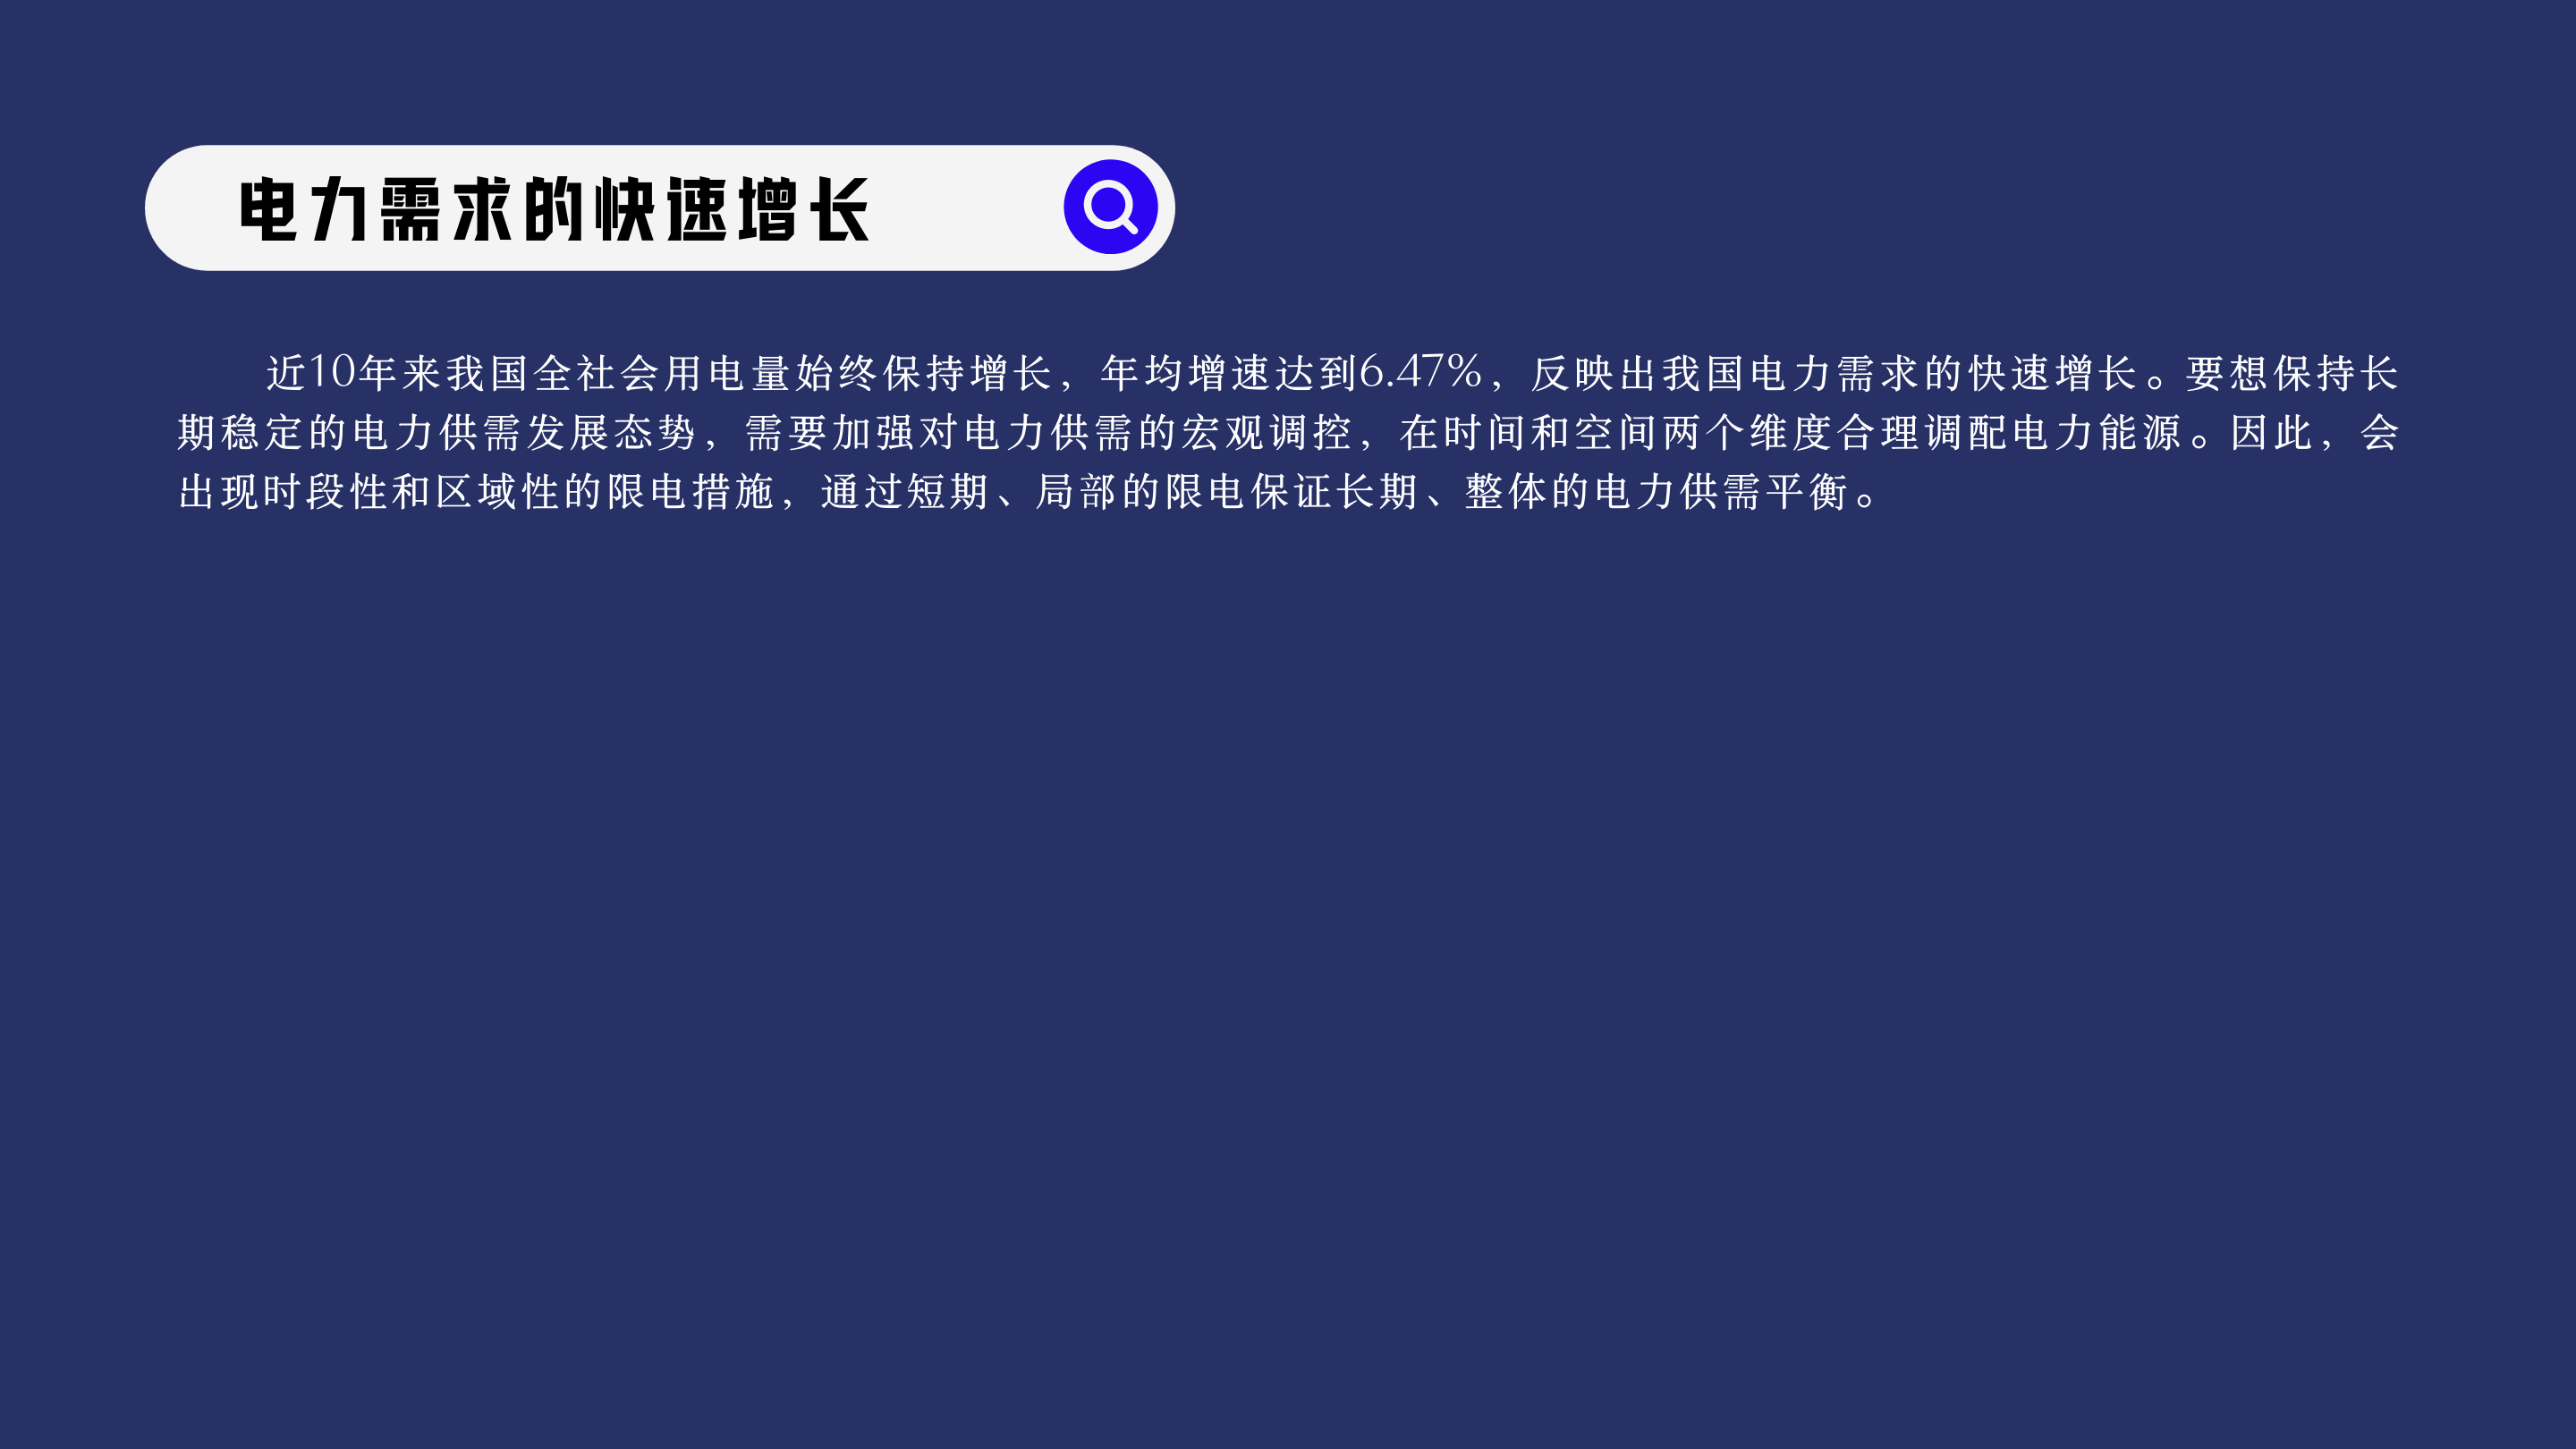 电力需求的快速增长
近10年来我国全社会用电量始终保持增长，年均增速达到6.47%，反映出我国电力需求的快速增长。要想保持长
期稳定的电力供需发展态势，需要加强对电力供需的宏观调控，在时间和空间两个维度合理调配电力能源。因此，会
出现时段性和区域性的限电措施，通过短期、局部的限电保证长期、整体的电力供需平衡。